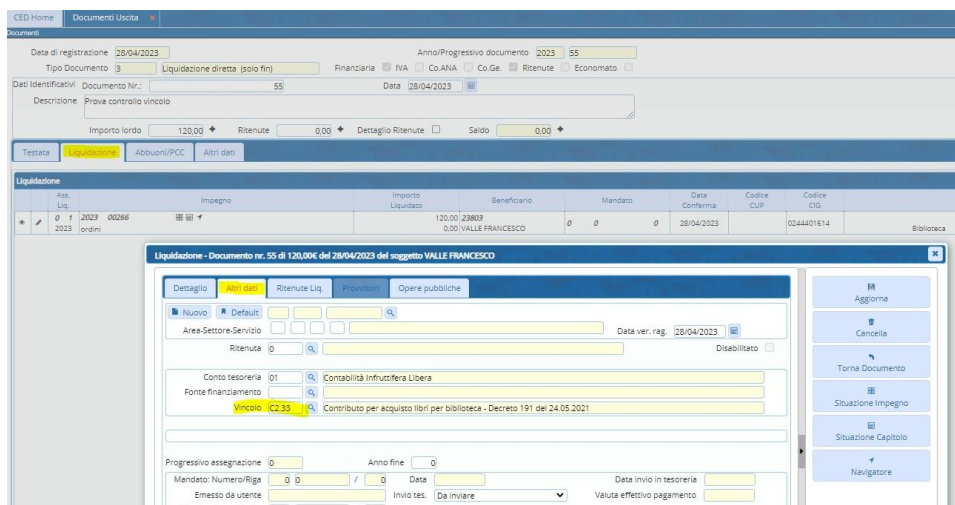 CED Home Documenti Uscita ×
Documenti
Data di registrazione 28/04/2023 Anno/Progressivo documento 2023 55
Tipo Documento 3 Liquidazione diretta (solo fin) Finanziaria IVA Co.ANA Co.Ge. Ritenute Economato
Dati Identificativi Documento Nr.: 55 Data 28/04/2023
Descrizione Prova controllo vincolo
Importo lordo 120,00 Ritenute 0,00 Dettaglio Ritenute Saldo 0,00
Testata Liquidazione Abbuoni/PCC Altri dati
Liquidazione
Ass. Liq. Impegno Importo Liquidato Beneficiario Mandato Data Conferma Codice CUP Codice CIG
0 1 2023 00266 120,00 23803 0 0 0 28/04/2023 0244401614
2023 ordini 0,00 VALLE FRANCESCO Biblioteca
Liquidazione - Documento nr. 55 di 120,00€ del 28/04/2023 del soggetto VALLE FRANCESCO ×
Dettaglio Altri dati Ritenute Liq. Provvisori Opere pubbliche
Nuovo Default
Area-Settore-Servizio Data ver. rag. 28/04/2023
Ritenuta 0 Disabilitato
Conto tesoreria 01 Contabilità Infruttifera Libera
Fonte finanziamento
Vincolo C2.33 Contributo per acquisto libri per biblioteca - Decreto 191 del 24.05.2021
Progressivo assegnazione 0 Anno fine 0
Mandato: Numero/Riga 0 0 / 0 Data Data invio in tesoreria
Emesso da utente Invio tes. Da inviare Valuta effettivo pagamento
Aggiorna
Cancella
Torna Documento
Situazione Impegno
Situazione Capitolo
Navigatore